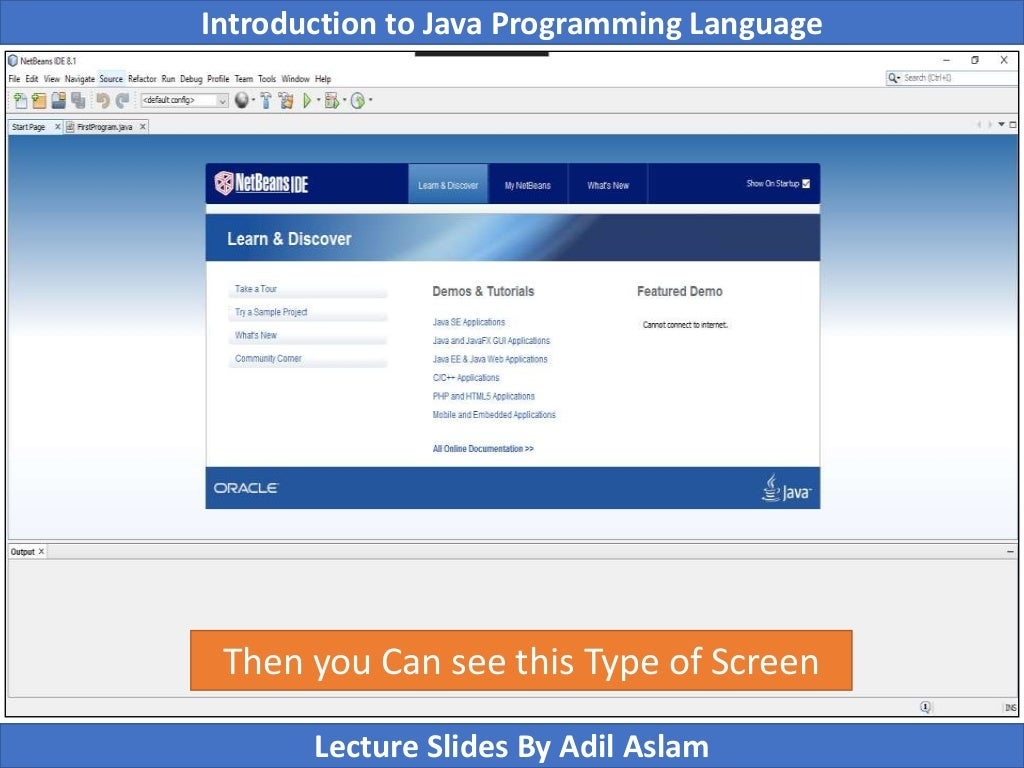 Introduction to Java Programming Language
NetBeans IDE 8.1
File Edit View Navigate Source Refactor Run Debug Profile Team Tools Window Help
Search (Ctrl+I)
<default config>
Start Page X FirstProgram.java X
NetBeans IDE
Learn & Discover My NetBeans What's New Show On Startup
Learn & Discover
Take a Tour
Try a Sample Project
What's New
Community Corner
Demos & Tutorials
Java SE Applications
Java and JavaFX GUI Applications
Java EE & Java Web Applications
C/C++ Applications
PHP and HTML5 Applications
Mobile and Embedded Applications
All Online Documentation >>
Featured Demo
Cannot connect to internet.
ORACLE
Java
Output X
Then you Can see this Type of Screen
1 INS
Lecture Slides By Adil Aslam